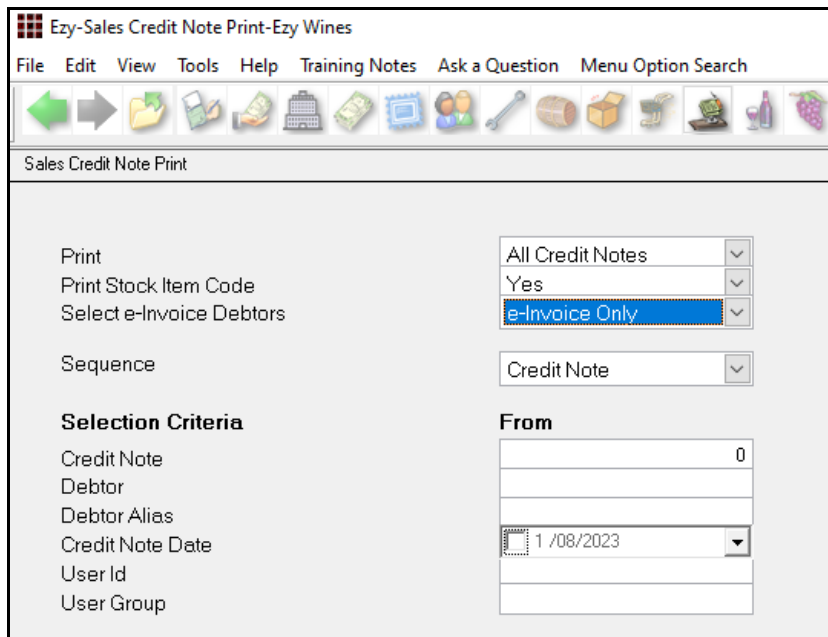 Ezy-Sales Credit Note Print-Ezy Wines
File Edit View Tools Help Training Notes Ask a Question Menu Option Search
Sales Credit Note Print
Print All Credit Notes
Print Stock Item Code Yes
Select e-Invoice Debtors e-Invoice Only
Sequence Credit Note
Selection Criteria From
Credit Note 0
Debtor
Debtor Alias
Credit Note Date 1 /08/2023
User Id
User Group